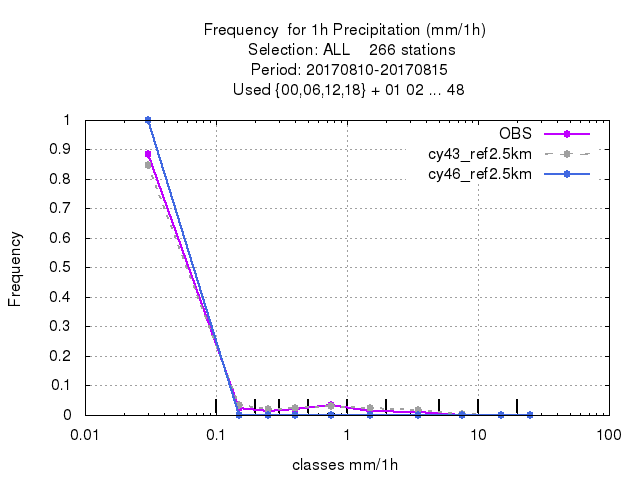 Frequency  for 1h Precipitation (mm/1h)
Selection: ALL    266 stations
Period: 20170810-20170815
Used {00,06,12,18} + 01 02 ... 48
OBS
cy43_ref2.5km
cy46_ref2.5km
1
0.9
0.8
0.7
0.6
0.5
0.4
0.3
0.2
0.1
0
Frequency
0.01 0.1 1 10 100
classes mm/1h